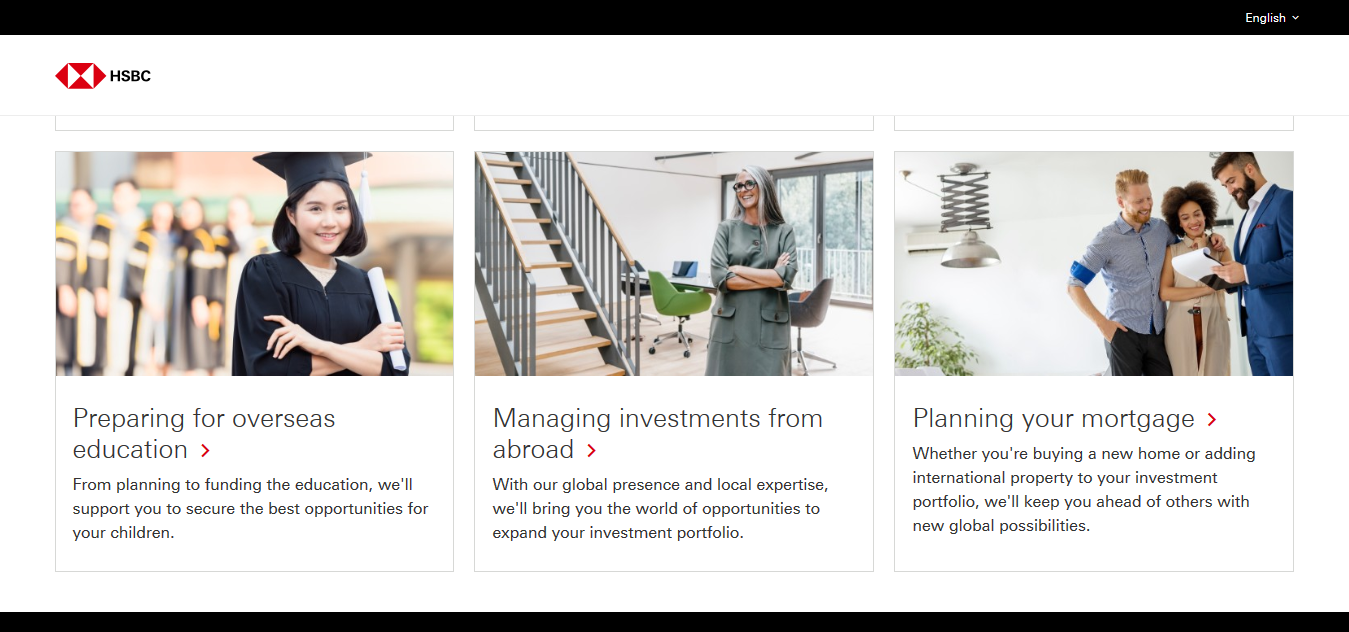 English
HSBC
Preparing for overseas
education
From planning to funding the education, we'll
support you to secure the best opportunities for
your children.
Managing investments from
abroad
With our global presence and local expertise,
we'll bring you the world of opportunities to
expand your investment portfolio.
Planning your mortgage
Whether you're buying a new home or adding
international property to your investment
portfolio, we'll keep you ahead of others with
new global possibilities.